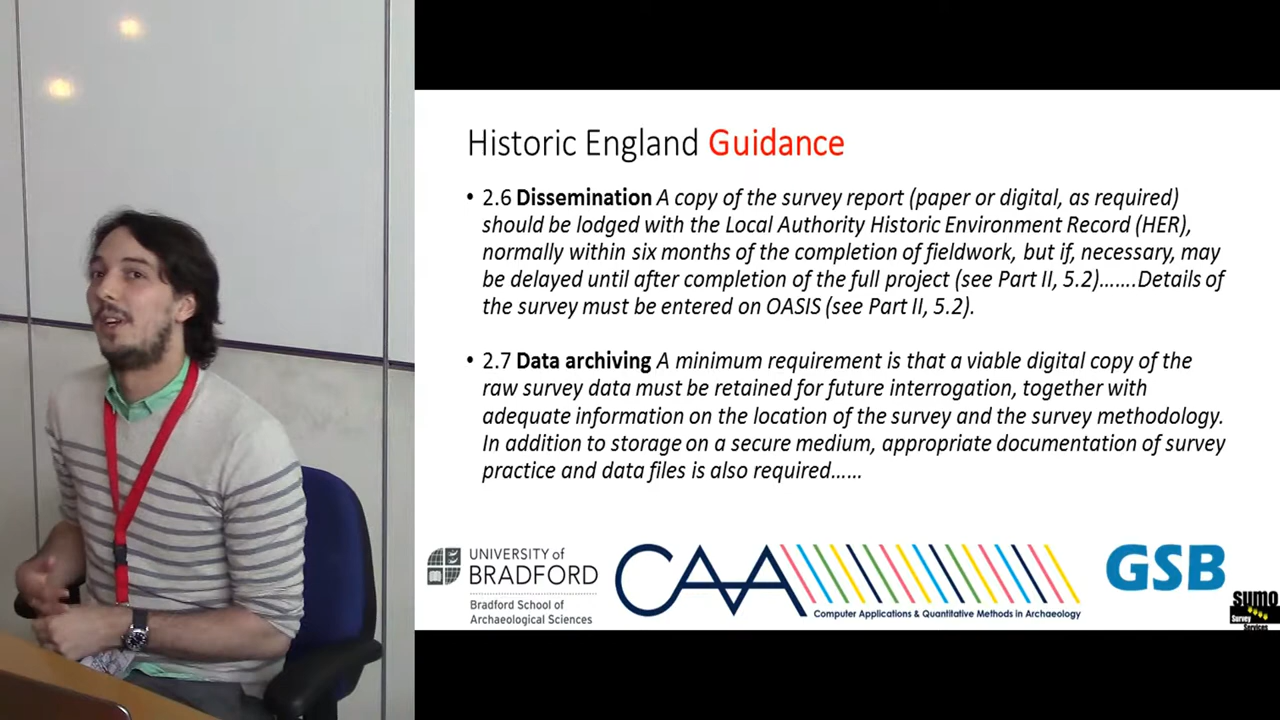 Historic England Guidance
• 2.6 Dissemination A copy of the survey report (paper or digital, as required)
should be lodged with the Local Authority Historic Environment Record (HER),
normally within six months of the completion of fieldwork, but if, necessary, may
be delayed until after completion of the full project (see Part II, 5.2)…….Details of
the survey must be entered on OASIS (see Part II, 5.2).
• 2.7 Data archiving A minimum requirement is that a viable digital copy of the
raw survey data must be retained for future interrogation, together with
adequate information on the location of the survey and the survey methodology.
In addition to storage on a secure medium, appropriate documentation of survey
practice and data files is also required……
UNIVERSITY of
BRADFORD
Bradford School of
Archaeological Sciences
CAA
Computer Applications & Quantitative Methods in Archaeology
GSB
SUMO
Survey
Services